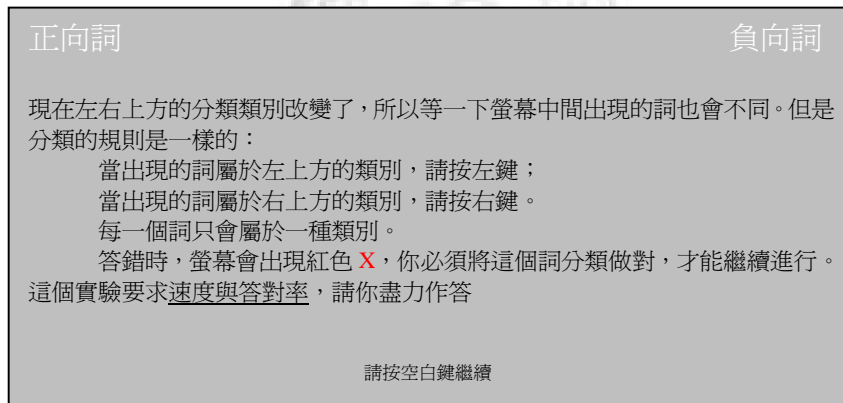 正向詞 負向詞
現在左右上方的分類類別改變了，所以等一下螢幕中間出現的詞也會不同。但是
分類的規則是一樣的：
當出現的詞屬於左上方的類別，請按左鍵；
當出現的詞屬於右上方的類別，請按右鍵。
每一個詞只會屬於一種類別。
答錯時，螢幕會出現紅色 X，你必須將這個詞分類做對，才能繼續進行。
這個實驗要求速度與答對率，請你盡力作答
請按空白鍵繼續